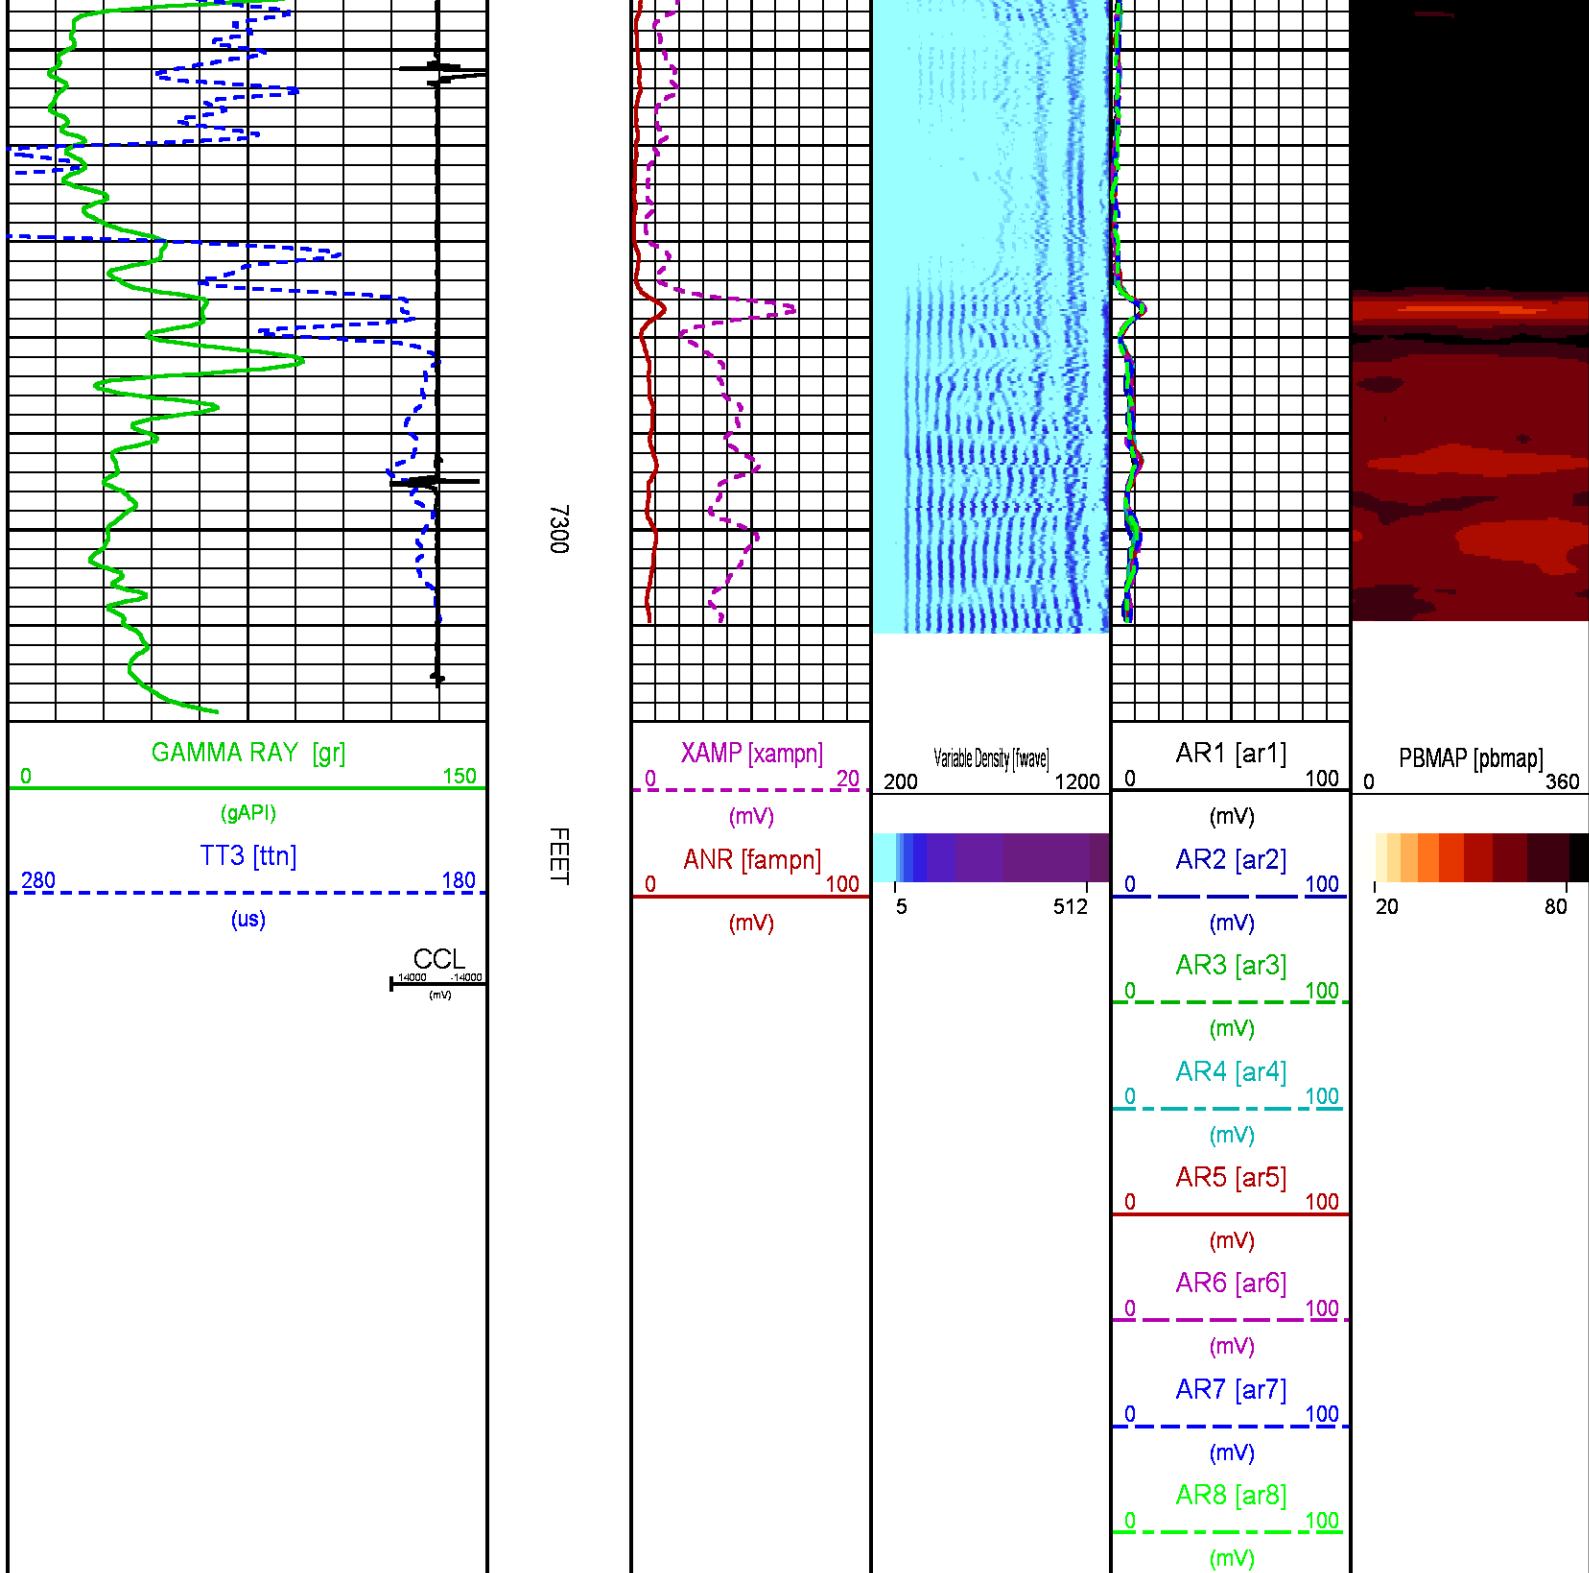 7300
FEET
GAMMA RAY [gr]
0 150
(gAPI)
TT3 [ttn]
280 180
(us)
CCL
14000 -14000
(mV)
XAMP [xampn]
0 20
(mV)
ANR [fampn]
0 100
(mV)
Variable Density [fwave]
200 1200
5 512
AR1 [ar1]
0 100
(mV)
AR2 [ar2]
0 100
(mV)
AR3 [ar3]
0 100
(mV)
AR4 [ar4]
0 100
(mV)
AR5 [ar5]
0 100
(mV)
AR6 [ar6]
0 100
(mV)
AR7 [ar7]
0 100
(mV)
AR8 [ar8]
0 100
(mV)
PBMAP [pbmap]
0 360
20 80